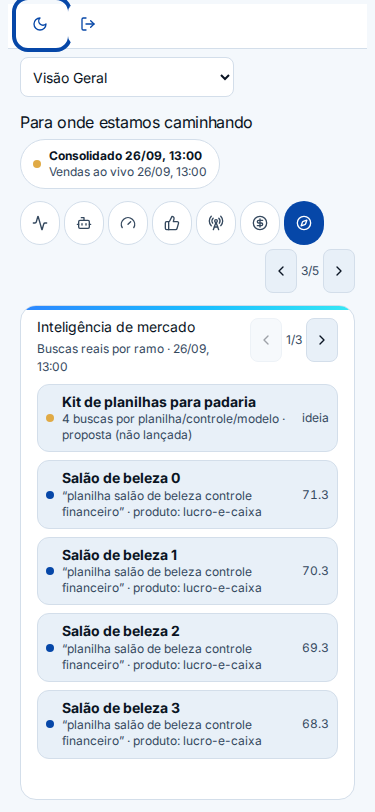 Visão Geral
Para onde estamos caminhando
Consolidado 26/09, 13:00
Vendas ao vivo 26/09, 13:00
3/5
Inteligência de mercado
Buscas reais por ramo · 26/09,
13:00
1/3
Kit de planilhas para padaria
4 buscas por planilha/controle/modelo ·
proposta (não lançada)
ideia
Salão de beleza 0
“planilha salão de beleza controle
financeiro” · produto: lucro-e-caixa
71.3
Salão de beleza 1
“planilha salão de beleza controle
financeiro” · produto: lucro-e-caixa
70.3
Salão de beleza 2
“planilha salão de beleza controle
financeiro” · produto: lucro-e-caixa
69.3
Salão de beleza 3
“planilha salão de beleza controle
financeiro” · produto: lucro-e-caixa
68.3